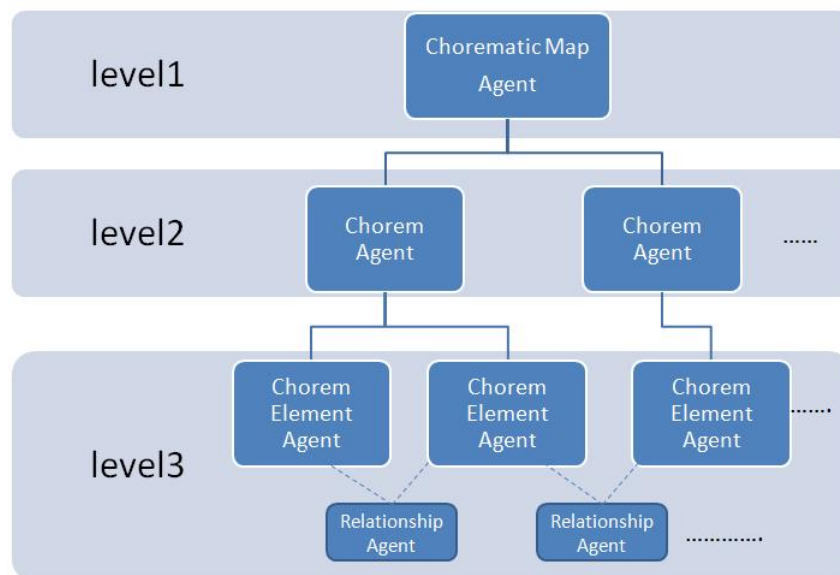 level1
Chorematic Map
Agent
level2
Chorem
Agent
Chorem
Agent
......
level3
Chorem
Element
Agent
Chorem
Element
Agent
Chorem
Element
Agent
.......
Relationship
Agent
Relationship
Agent
.............